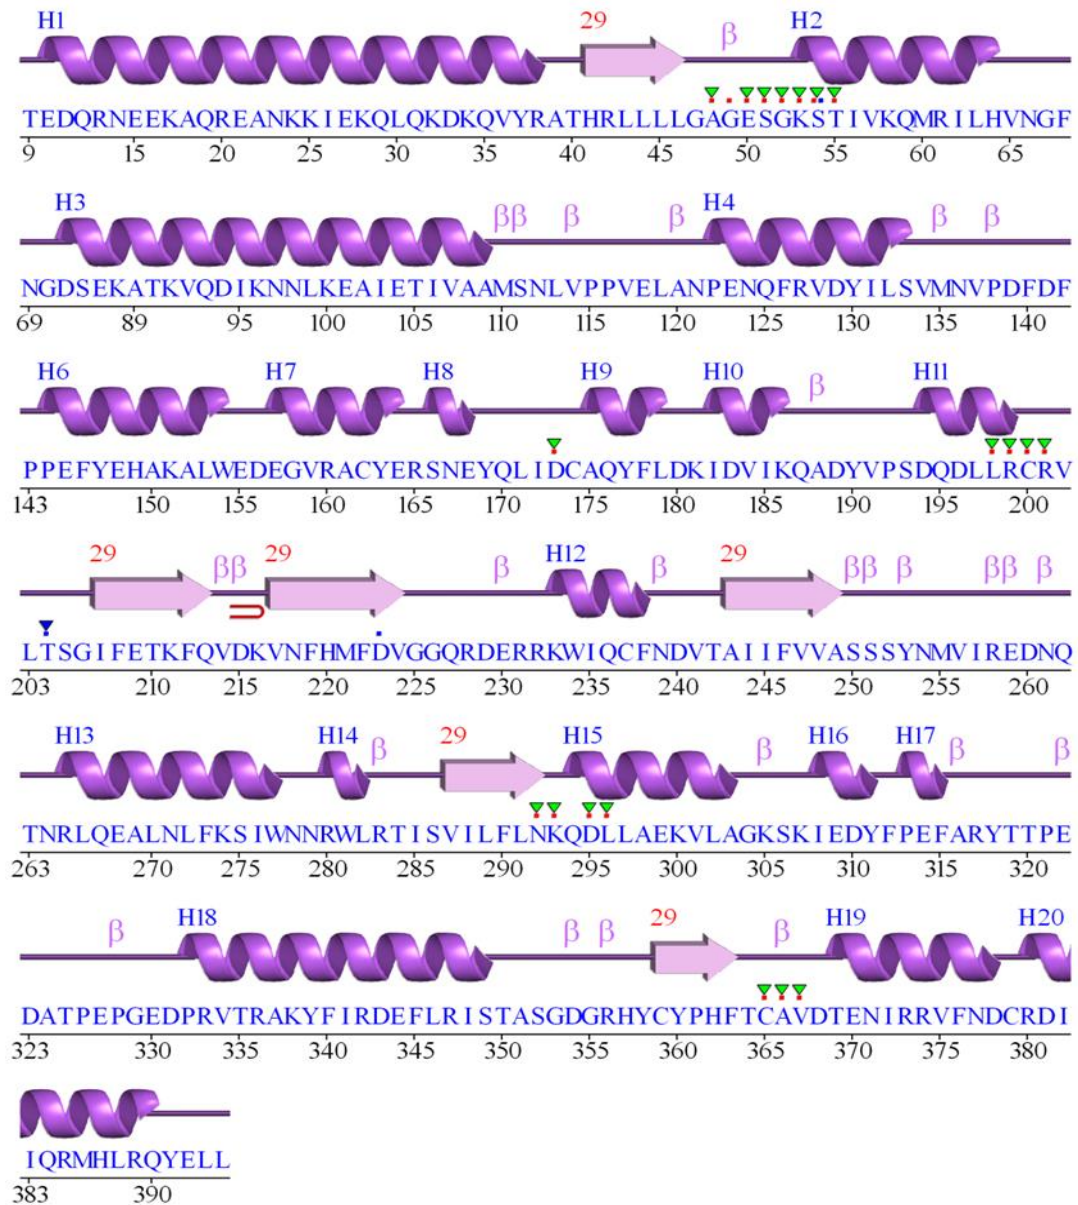 H1 29 β H2
TEDQRNEEKAQREANKKIEKQLQKDKQVYRATHRLLLLGAGESGKSTIVKQMRILHVNGF
9 15 20 25 30 35 40 45 50 55 60 65
H3 ββ β β H4 β β
NGDSEKATKVQDIKNNLKEAIETIVAAMSNLVPPVELANPENQFRVDYILSVMNVPDFDF
69 89 95 100 105 110 115 120 125 130 135 140
H6 H7 H8 H9 H10 β H11
PPEFYEHAKALWEDEGVRACYERSNEYQLIDCAQYFLDKIDVIKQADYVPSDQDLLRCRV
143 150 155 160 165 170 175 180 185 190 195 200
29 ββ 29 β H12 β 29 ββ β ββ β
LTSGIFETKFQVDKVNFHMFDVGGQRDERRKWIQCFNDVTAIIFVVASSSYNMVIREDNQ
203 210 215 220 225 230 235 240 245 250 255 260
H13 H14 β 29 H15 β H16 H17 β β
TNRLQEALNLFKSIWNNRWLRTISVILFLNKQDLLAEKVLAGKSKIEDYFPEFARYTTPE
263 270 275 280 285 290 295 300 305 310 315 320
β H18 β β 29 β H19 H20
DATPEPGEDPRVTRAKYFIRDEFLRISTASGDGRHYCYPHFTCAVDTENIRRVFNDCRDI
323 330 335 340 345 350 355 360 365 370 375 380
IQRMHLRQYELL
383 390